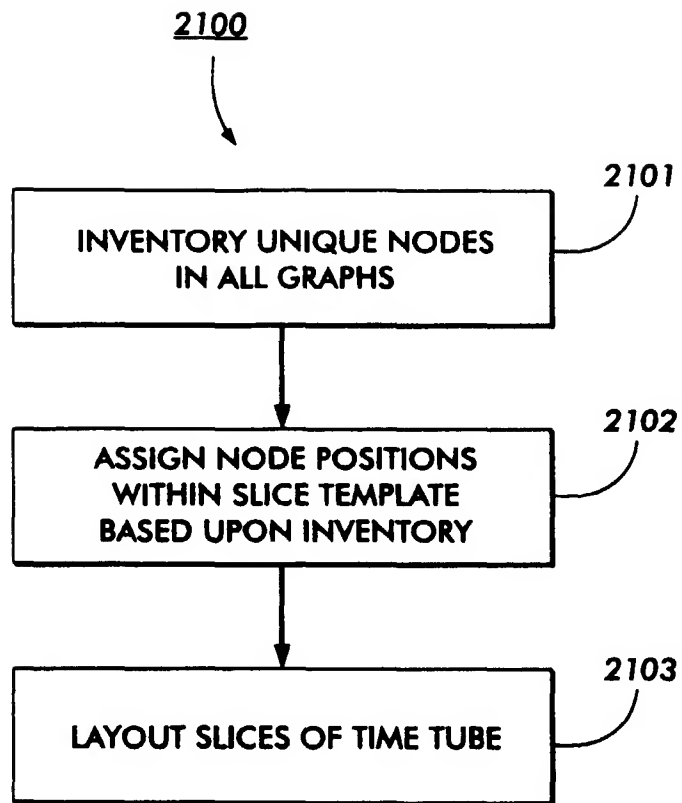 2100
2101
INVENTORY UNIQUE NODES
IN ALL GRAPHS
2102
ASSIGN NODE POSITIONS
WITHIN SLICE TEMPLATE
BASED UPON INVENTORY
2103
LAYOUT SLICES OF TIME TUBE